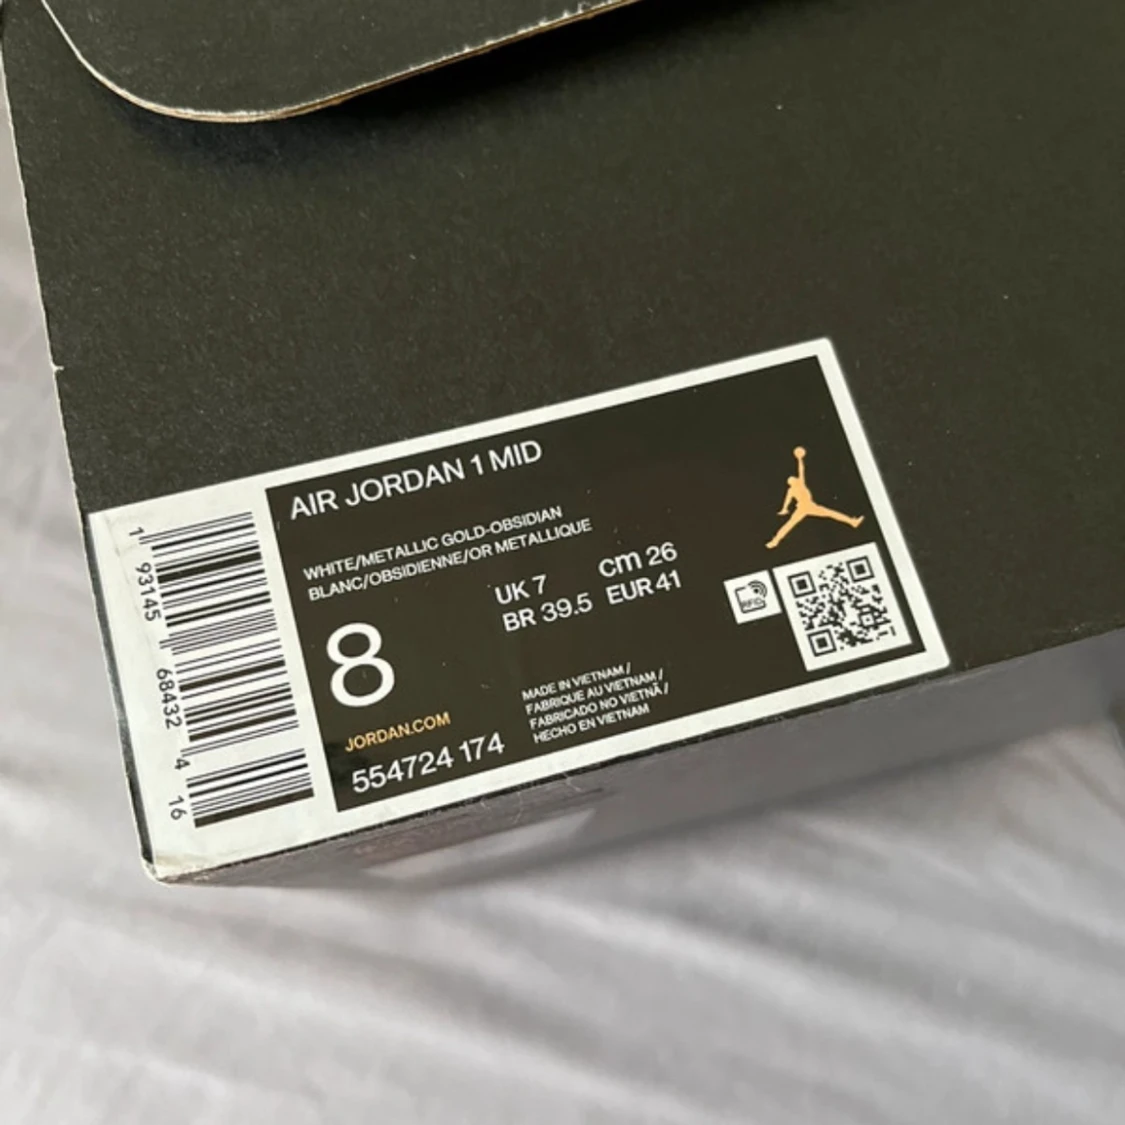 AIR JORDAN 1 MID
WHITE/METALLIC GOLD-OBSIDIAN
BLANC/OBSIDIENNE/OR METALLIQUE
8
UK 7 cm 26
BR 39.5 EUR 41
JORDAN.COM
554724 174
MADE IN VIETNAM /
FABRIQUE AU VIETNAM /
FABRICADO NO VIETNÃ /
HECHO EN VIETNAM
RFID
1 93145 68432 4 16